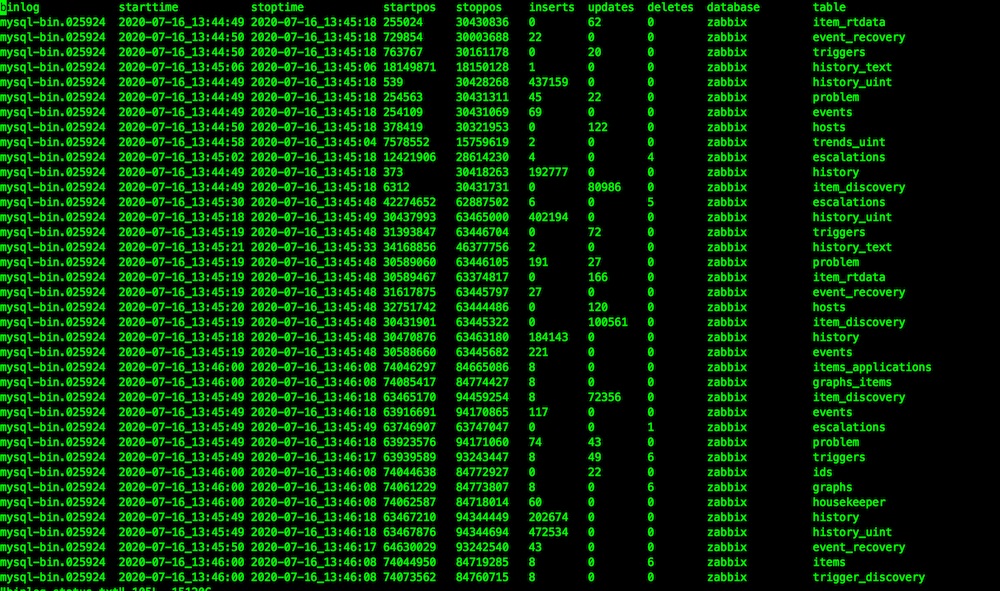 binlog starttime stoptime startpos stoppos inserts updates deletes database table
mysql-bin.025924 2020-07-16_13:44:49 2020-07-16_13:45:18 255024 30430836 0 62 0 zabbix item_rtdata
mysql-bin.025924 2020-07-16_13:44:50 2020-07-16_13:45:18 729854 30003688 22 0 0 zabbix event_recovery
mysql-bin.025924 2020-07-16_13:44:50 2020-07-16_13:45:18 763767 30161178 0 20 0 zabbix triggers
mysql-bin.025924 2020-07-16_13:45:06 2020-07-16_13:45:06 18149871 18150128 1 0 0 zabbix history_text
mysql-bin.025924 2020-07-16_13:44:49 2020-07-16_13:45:18 539 30428268 437159 0 0 zabbix history_uint
mysql-bin.025924 2020-07-16_13:44:49 2020-07-16_13:45:18 254563 30431311 45 22 0 zabbix problem
mysql-bin.025924 2020-07-16_13:44:49 2020-07-16_13:45:18 254109 30431069 69 0 0 zabbix events
mysql-bin.025924 2020-07-16_13:44:50 2020-07-16_13:45:18 378419 30321953 0 122 0 zabbix hosts
mysql-bin.025924 2020-07-16_13:44:58 2020-07-16_13:45:04 7578552 15759619 2 0 0 zabbix trends_uint
mysql-bin.025924 2020-07-16_13:45:02 2020-07-16_13:45:18 12421906 28614230 4 0 4 zabbix escalations
mysql-bin.025924 2020-07-16_13:44:49 2020-07-16_13:45:18 373 30418263 192777 0 0 zabbix history
mysql-bin.025924 2020-07-16_13:44:49 2020-07-16_13:45:18 6312 30431731 0 80986 0 zabbix item_discovery
mysql-bin.025924 2020-07-16_13:45:30 2020-07-16_13:45:48 42274652 62887502 6 0 5 zabbix escalations
mysql-bin.025924 2020-07-16_13:45:18 2020-07-16_13:45:49 30437993 63465000 402194 0 0 zabbix history_uint
mysql-bin.025924 2020-07-16_13:45:19 2020-07-16_13:45:48 31393847 63446704 0 72 0 zabbix triggers
mysql-bin.025924 2020-07-16_13:45:21 2020-07-16_13:45:33 34168856 46377756 2 0 0 zabbix history_text
mysql-bin.025924 2020-07-16_13:45:19 2020-07-16_13:45:48 30589060 63446105 191 27 0 zabbix problem
mysql-bin.025924 2020-07-16_13:45:19 2020-07-16_13:45:48 30589467 63374817 0 166 0 zabbix item_rtdata
mysql-bin.025924 2020-07-16_13:45:19 2020-07-16_13:45:48 31617875 63445797 27 0 0 zabbix event_recovery
mysql-bin.025924 2020-07-16_13:45:20 2020-07-16_13:45:48 32751742 63444486 0 120 0 zabbix hosts
mysql-bin.025924 2020-07-16_13:45:19 2020-07-16_13:45:48 30431901 63445322 0 100561 0 zabbix item_discovery
mysql-bin.025924 2020-07-16_13:45:18 2020-07-16_13:45:48 30470876 63463180 184143 0 0 zabbix history
mysql-bin.025924 2020-07-16_13:45:19 2020-07-16_13:45:48 30588660 63445682 221 0 0 zabbix events
mysql-bin.025924 2020-07-16_13:46:00 2020-07-16_13:46:08 74046297 84665086 8 0 0 zabbix items_applications
mysql-bin.025924 2020-07-16_13:46:00 2020-07-16_13:46:08 74085417 84774427 8 0 0 zabbix graphs_items
mysql-bin.025924 2020-07-16_13:45:49 2020-07-16_13:46:18 63465170 94459254 8 72356 0 zabbix item_discovery
mysql-bin.025924 2020-07-16_13:45:49 2020-07-16_13:46:18 63916691 94170865 117 0 0 zabbix events
mysql-bin.025924 2020-07-16_13:45:49 2020-07-16_13:45:49 63746907 63747047 0 0 1 zabbix escalations
mysql-bin.025924 2020-07-16_13:45:49 2020-07-16_13:46:18 63923576 94171060 74 43 0 zabbix problem
mysql-bin.025924 2020-07-16_13:45:49 2020-07-16_13:46:17 63939589 93243447 8 49 6 zabbix triggers
mysql-bin.025924 2020-07-16_13:46:00 2020-07-16_13:46:08 74044638 84772927 0 22 0 zabbix ids
mysql-bin.025924 2020-07-16_13:46:00 2020-07-16_13:46:08 74061229 84773807 8 0 6 zabbix graphs
mysql-bin.025924 2020-07-16_13:46:00 2020-07-16_13:46:08 74062587 84718014 60 0 0 zabbix housekeeper
mysql-bin.025924 2020-07-16_13:45:49 2020-07-16_13:46:18 63467210 94344449 202674 0 0 zabbix history
mysql-bin.025924 2020-07-16_13:45:49 2020-07-16_13:46:18 63467876 94344694 472534 0 0 zabbix history_uint
mysql-bin.025924 2020-07-16_13:45:50 2020-07-16_13:46:17 64630029 93242540 43 0 0 zabbix event_recovery
mysql-bin.025924 2020-07-16_13:46:00 2020-07-16_13:46:08 74044950 84719285 8 0 6 zabbix items
mysql-bin.025924 2020-07-16_13:46:00 2020-07-16_13:46:08 74073562 84760715 8 0 0 zabbix trigger_discovery